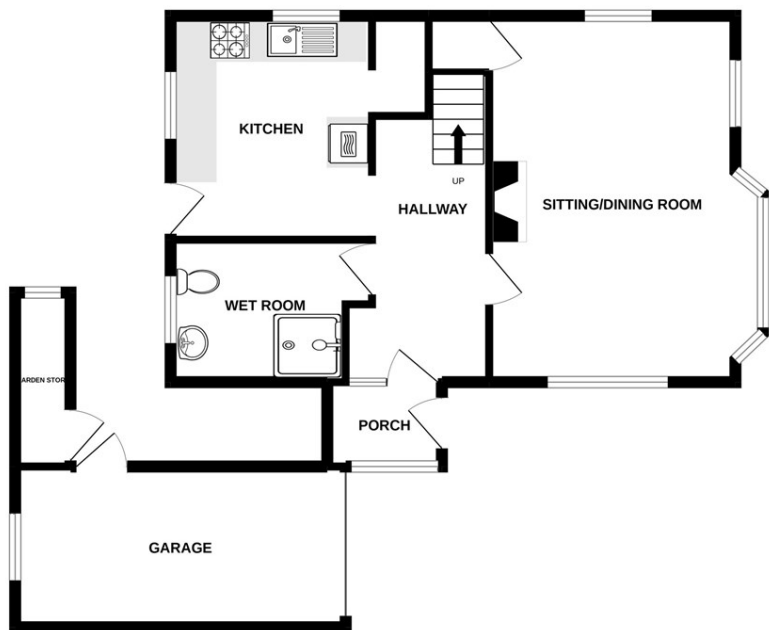 KITCHEN
UP
HALLWAY
SITTING/DINING ROOM
WET ROOM
ARDEN STOR
PORCH
GARAGE